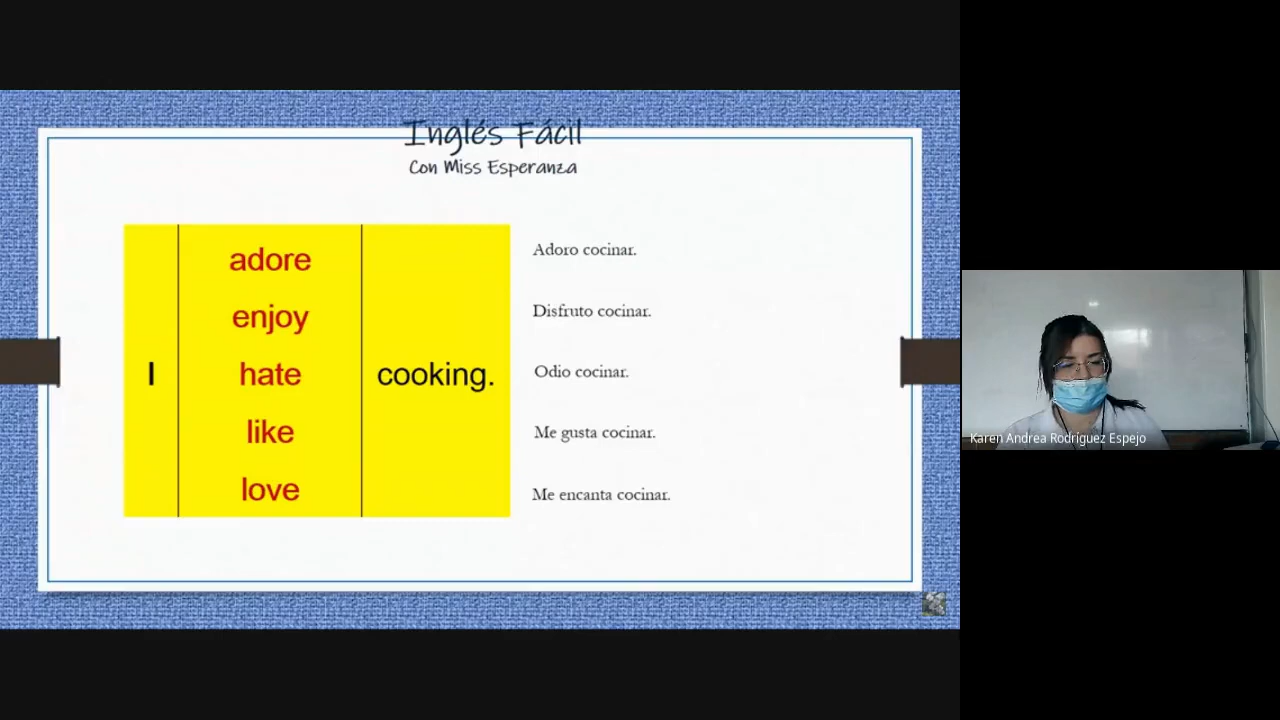 Inglés Fácil
Con Miss Esperanza
adore
enjoy
I hate cooking.
like
love
Adoro cocinar.
Disfruto cocinar.
Odio cocinar.
Me gusta cocinar.
Me encanta cocinar.
Karen Andrea Rodríguez Espejo